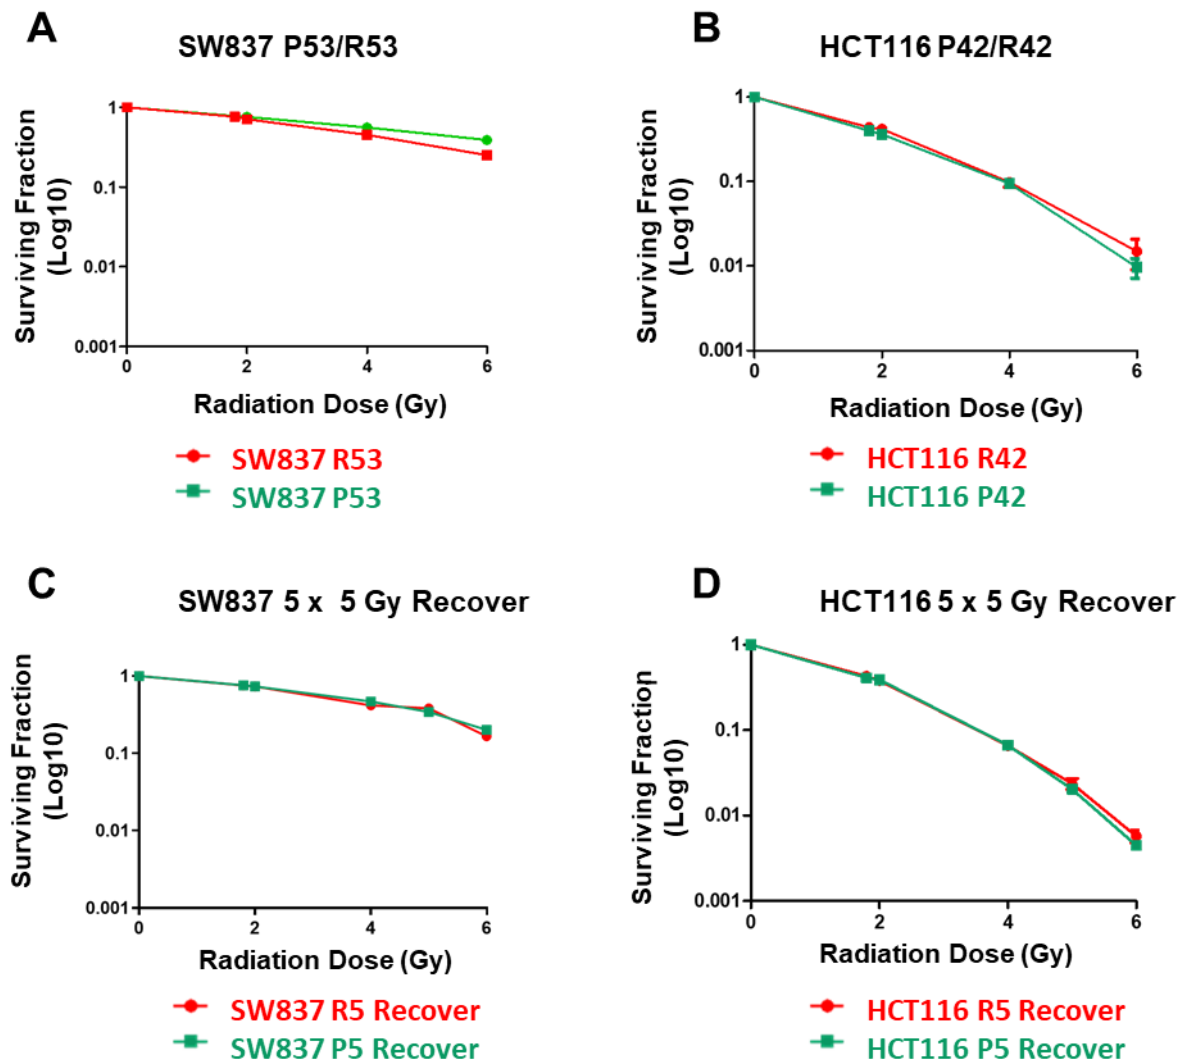 A
SW837 P53/R53
Surviving Fraction
(Log10)
1
0.1
0.01
0.001
0
2
4
6
Radiation Dose (Gy)
SW837 R53
SW837 P53
B
HCT116 P42/R42
Surviving Fraction
(Log10)
1
0.1
0.01
0.001
0
2
4
6
Radiation Dose (Gy)
HCT116 R42
HCT116 P42
C
SW837 5 x 5 Gy Recover
Surviving Fraction
(Log10)
1
0.1
0.01
0.001
0
2
4
6
Radiation Dose (Gy)
SW837 R5 Recover
SW837 P5 Recover
D
HCT116 5 x 5 Gy Recover
Surviving Fraction
(Log10)
1
0.1
0.01
0.001
0
2
4
6
Radiation Dose (Gy)
HCT116 R5 Recover
HCT116 P5 Recover